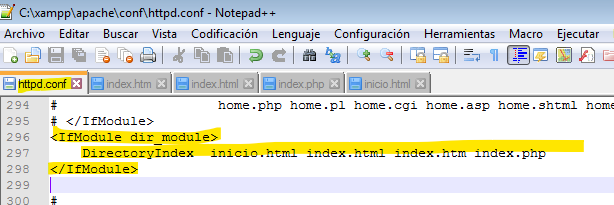 C:\xampp\apache\conf\httpd.conf - Notepad++
Archivo Editar Buscar Vista Codificación Lenguaje Configuración Herramientas Macro Ejecutar
httpd.conf index.htm index.html index.php inicio.html
294 # home.php home.pl home.cgi home.asp home.shtml
295 # </IfModule>
296 <IfModule dir_module>
297 DirectoryIndex inicio.html index.html index.htm index.php
298 </IfModule>
299
300 #